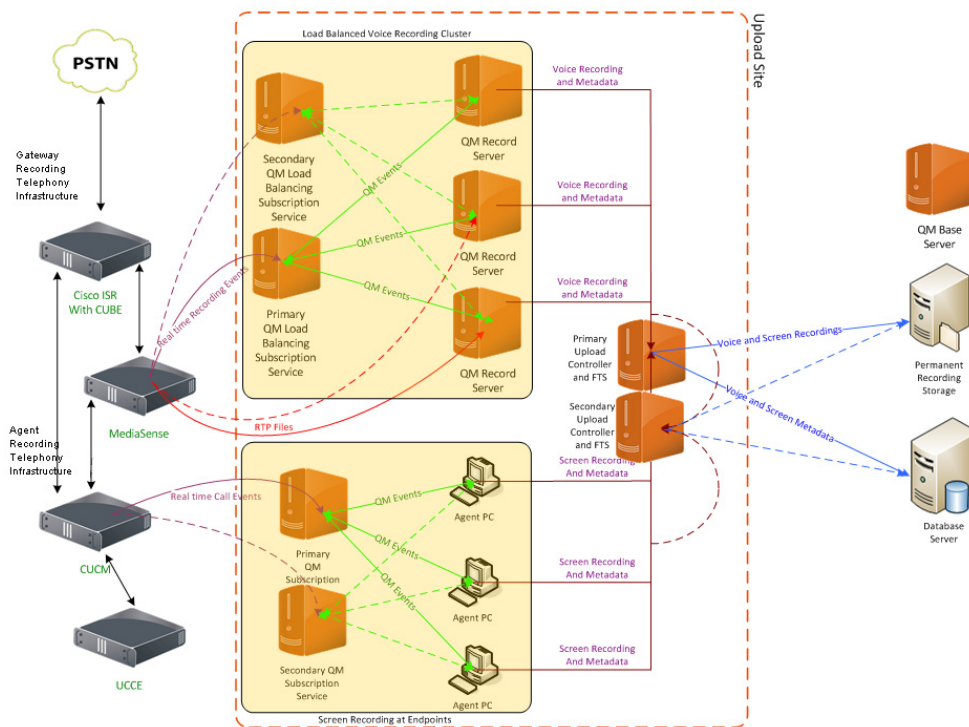 Load Balanced Voice Recording Cluster
Upload Site
PSTN
Gateway
Recording
Telephony
Infrastructure
Cisco ISR
With CUBE
MediaSense
Agent
Recording
Telephony
Infrastructure
CUCM
UCCE
Real time Recording Events
RTP Files
Real time Call Events
Secondary
QM Load
Balancing
Subscription
Service
Primary
QM Load
Balancing
Subscription
Service
QM Events
QM Events
QM Events
QM Record
Server
QM Record
Server
QM Record
Server
Voice Recording
and Metadata
Voice Recording
and Metadata
Voice Recording
and Metadata
Primary
Upload
Controller
and FTS
Secondary
Upload
Controller
and FTS
Voice and Screen Recordings
Voice and Screen Metadata
QM Base
Server
Permanent
Recording
Storage
Database
Server
Primary
QM
Subscription
Secondary QM
Subscription
Service
QM Events
QM Events
QM Events
Agent PC
Agent PC
Agent PC
Screen Recording
And Metadata
Screen Recording
And Metadata
Screen Recording
And Metadata
Screen Recording at Endpoints